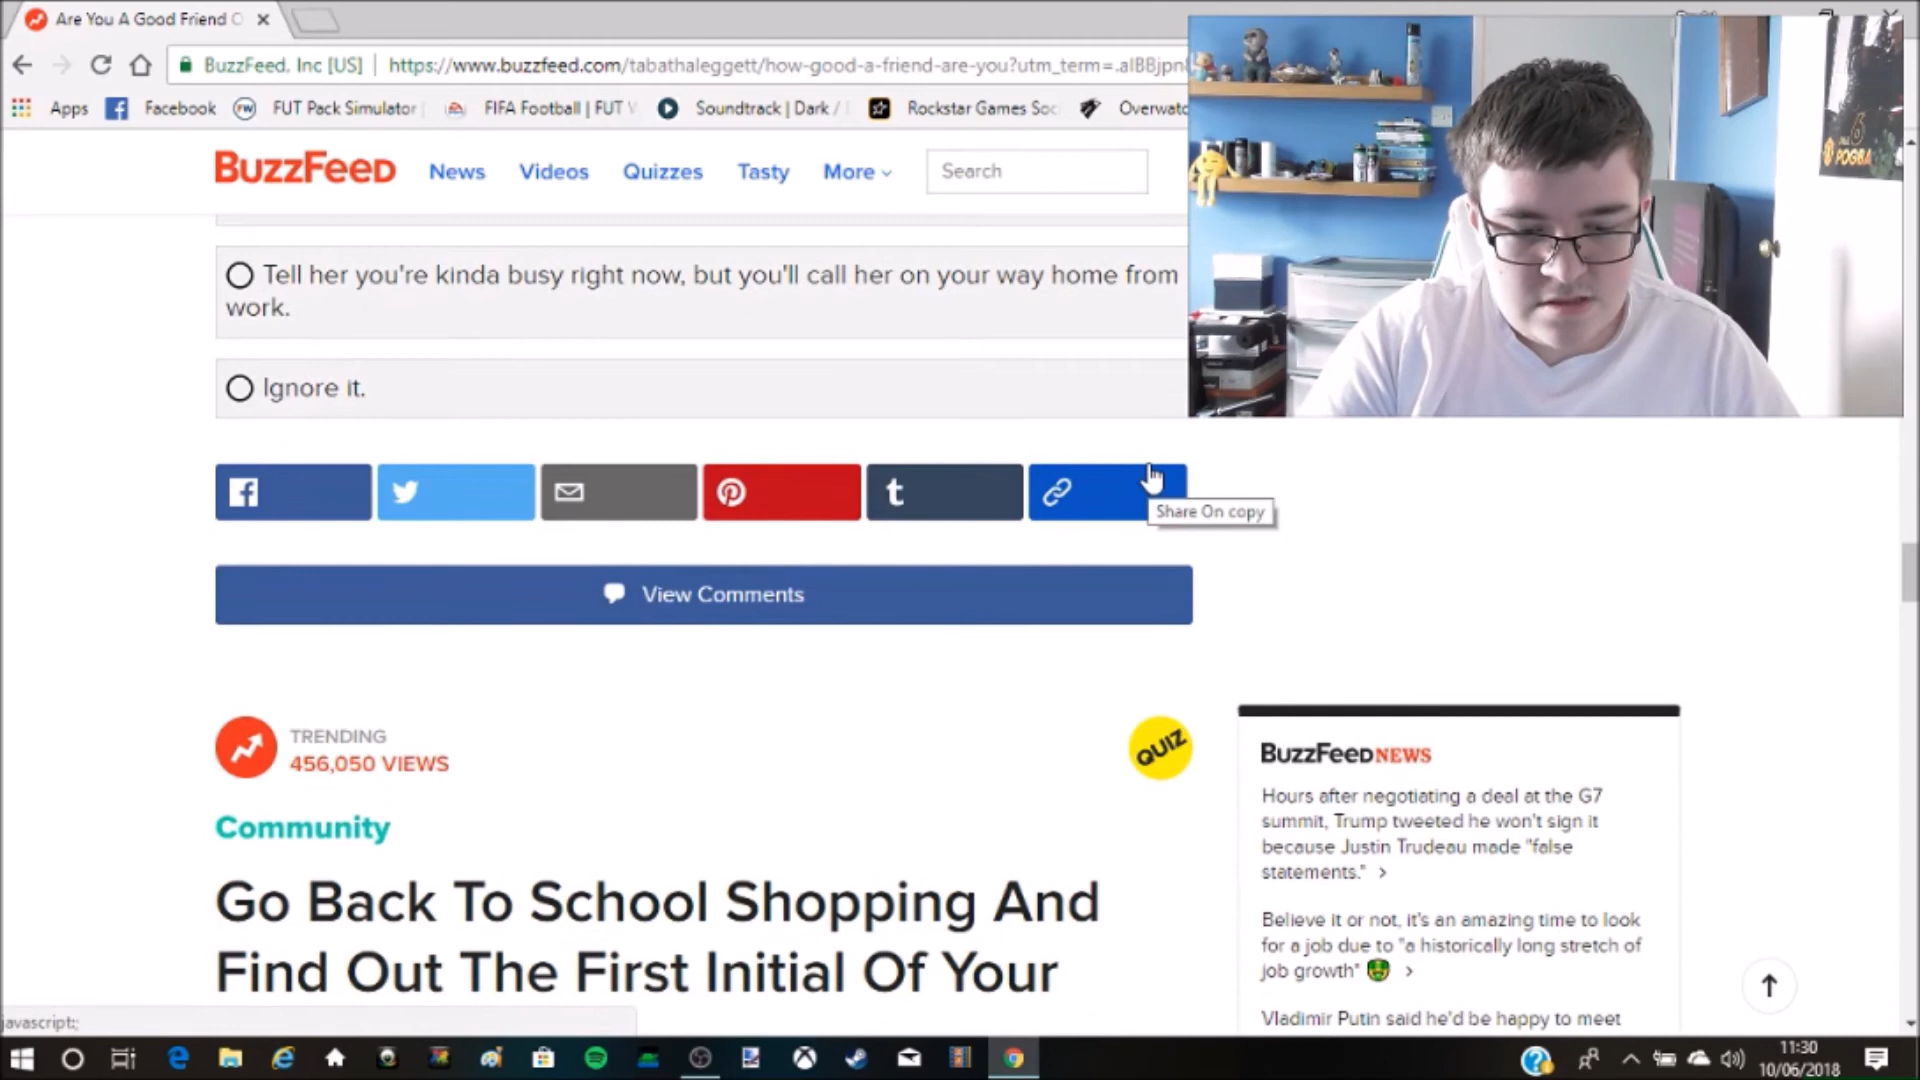 Are You A Good Friend O
BuzzFeed, Inc [US] | https://www.buzzfeed.com/tabathaleggett/how-good-a-friend-are-you?utm_term=.alBBjpn
Apps Facebook FUT Pack Simulator FIFA Football | FUT Soundtrack | Dark / Rockstar Games Soc Overwatc
6
POGBA
BuzzFeed News Videos Quizzes Tasty More Search
Tell her you're kinda busy right now, but you'll call her on your way home from
work.
Ignore it.
Share On copy
View Comments
TRENDING
456,050 VIEWS
QUIZ
Community
Go Back To School Shopping And
Find Out The First Initial Of Your
BuzzFeed NEWS
Hours after negotiating a deal at the G7
summit, Trump tweeted he won't sign it
because Justin Trudeau made "false
statements." >
Believe it or not, it's an amazing time to look
for a job due to "a historically long stretch of
job growth" >
Vladimir Putin said he'd be happy to meet
javascript:;
11:30
10/06/2018